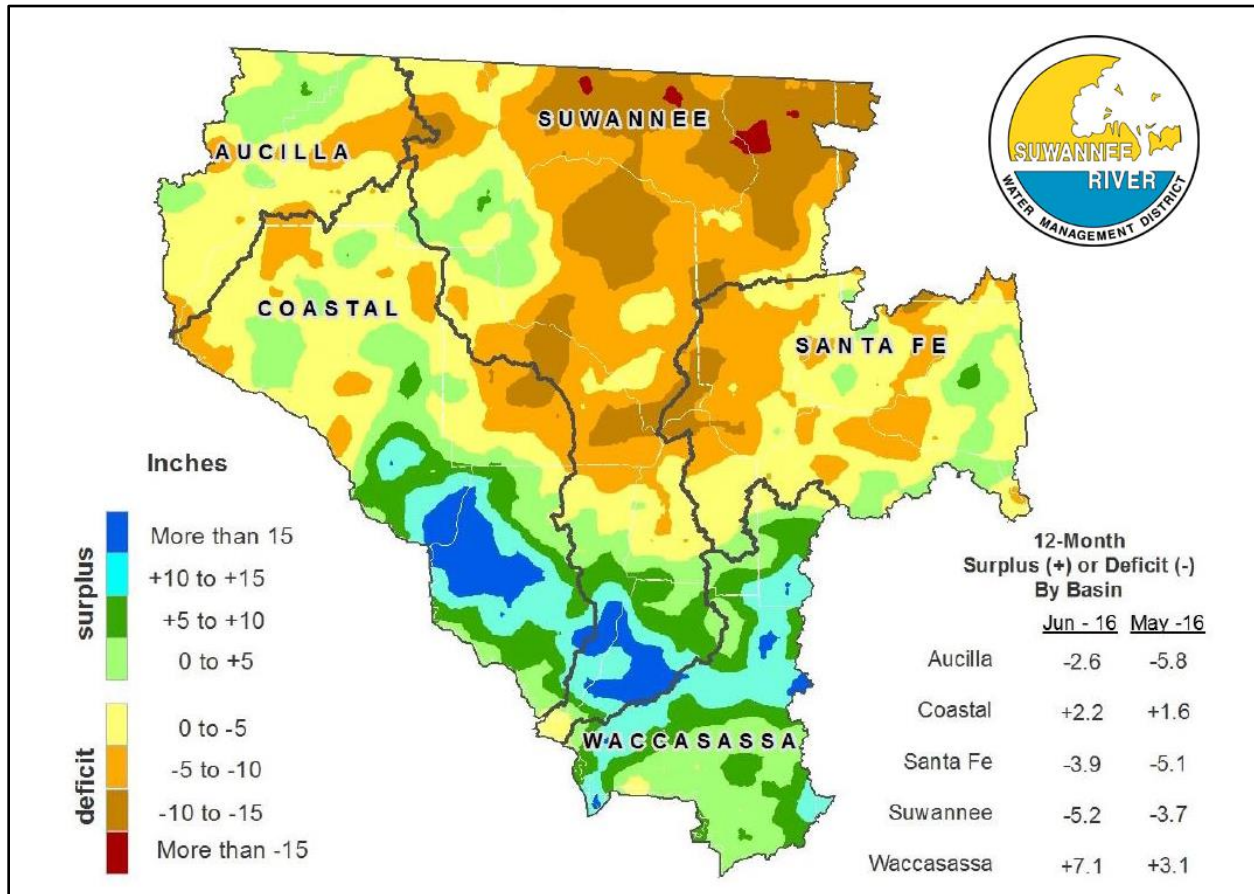 SUWANNEE
AUCILLA
COASTAL
SANTA FE
WACCASASSA
SUWANNEE
RIVER
WATER MANAGEMENT DISTRICT
Inches
surplus
More than 15
+10 to +15
+5 to +10
0 to +5
deficit
0 to -5
-5 to -10
-10 to -15
More than -15
12-Month
Surplus (+) or Deficit (-)
By Basin
Jun - 16 May -16
Aucilla -2.6 -5.8
Coastal +2.2 +1.6
Santa Fe -3.9 -5.1
Suwannee -5.2 -3.7
Waccasassa +7.1 +3.1